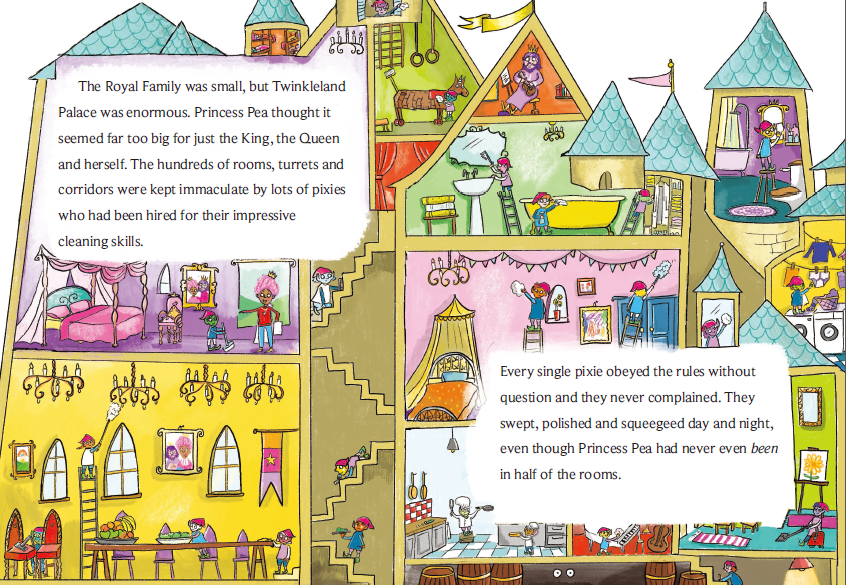 The Royal Family was small, but Twinkleland
Palace was enormous. Princess Pea thought it
seemed far too big for just the King, the Queen
and herself. The hundreds of rooms, turrets and
corridors were kept immaculate by lots of pixies
who had been hired for their impressive
cleaning skills.
Every single pixie obeyed the rules without
question and they never complained. They
swept, polished and squeegeed day and night,
even though Princess Pea had never even been
in half of the rooms.